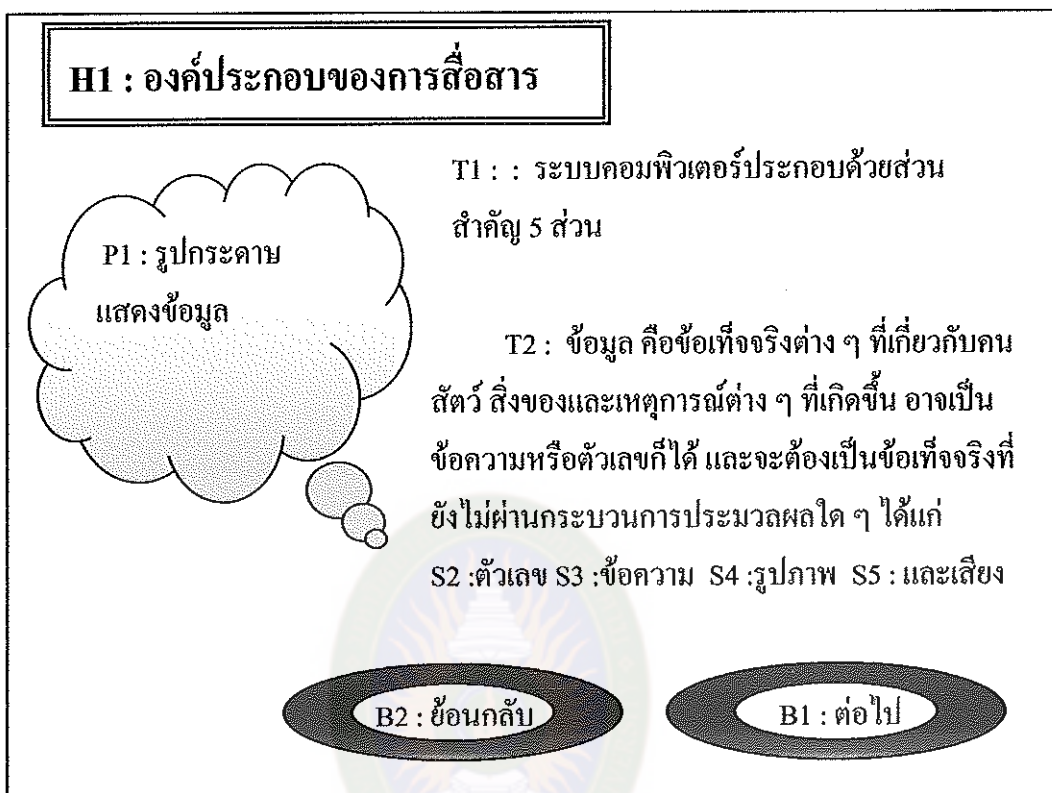 H1 : องค์ประกอบของการสื่อสาร
T1 : : ระบบคอมพิวเตอร์ประกอบด้วยส่วน
สำคัญ 5 ส่วน
P1 : รูปกระดาษ
แสดงข้อมูล
T2 : ข้อมูล คือข้อเท็จจริงต่าง ๆ ที่เกี่ยวกับคน
สัตว์ สิ่งของและเหตุการณ์ต่าง ๆ ที่เกิดขึ้น อาจเป็น
ข้อความหรือตัวเลขก็ได้ และจะต้องเป็นข้อเท็จจริงที่
ยังไม่ผ่านกระบวนการประมวลผลใด ๆ ได้แก่
S2 :ตัวเลข S3 :ข้อความ S4 :รูปภาพ S5 : และเสียง
B2 : ย้อนกลับ
B1 : ต่อไป